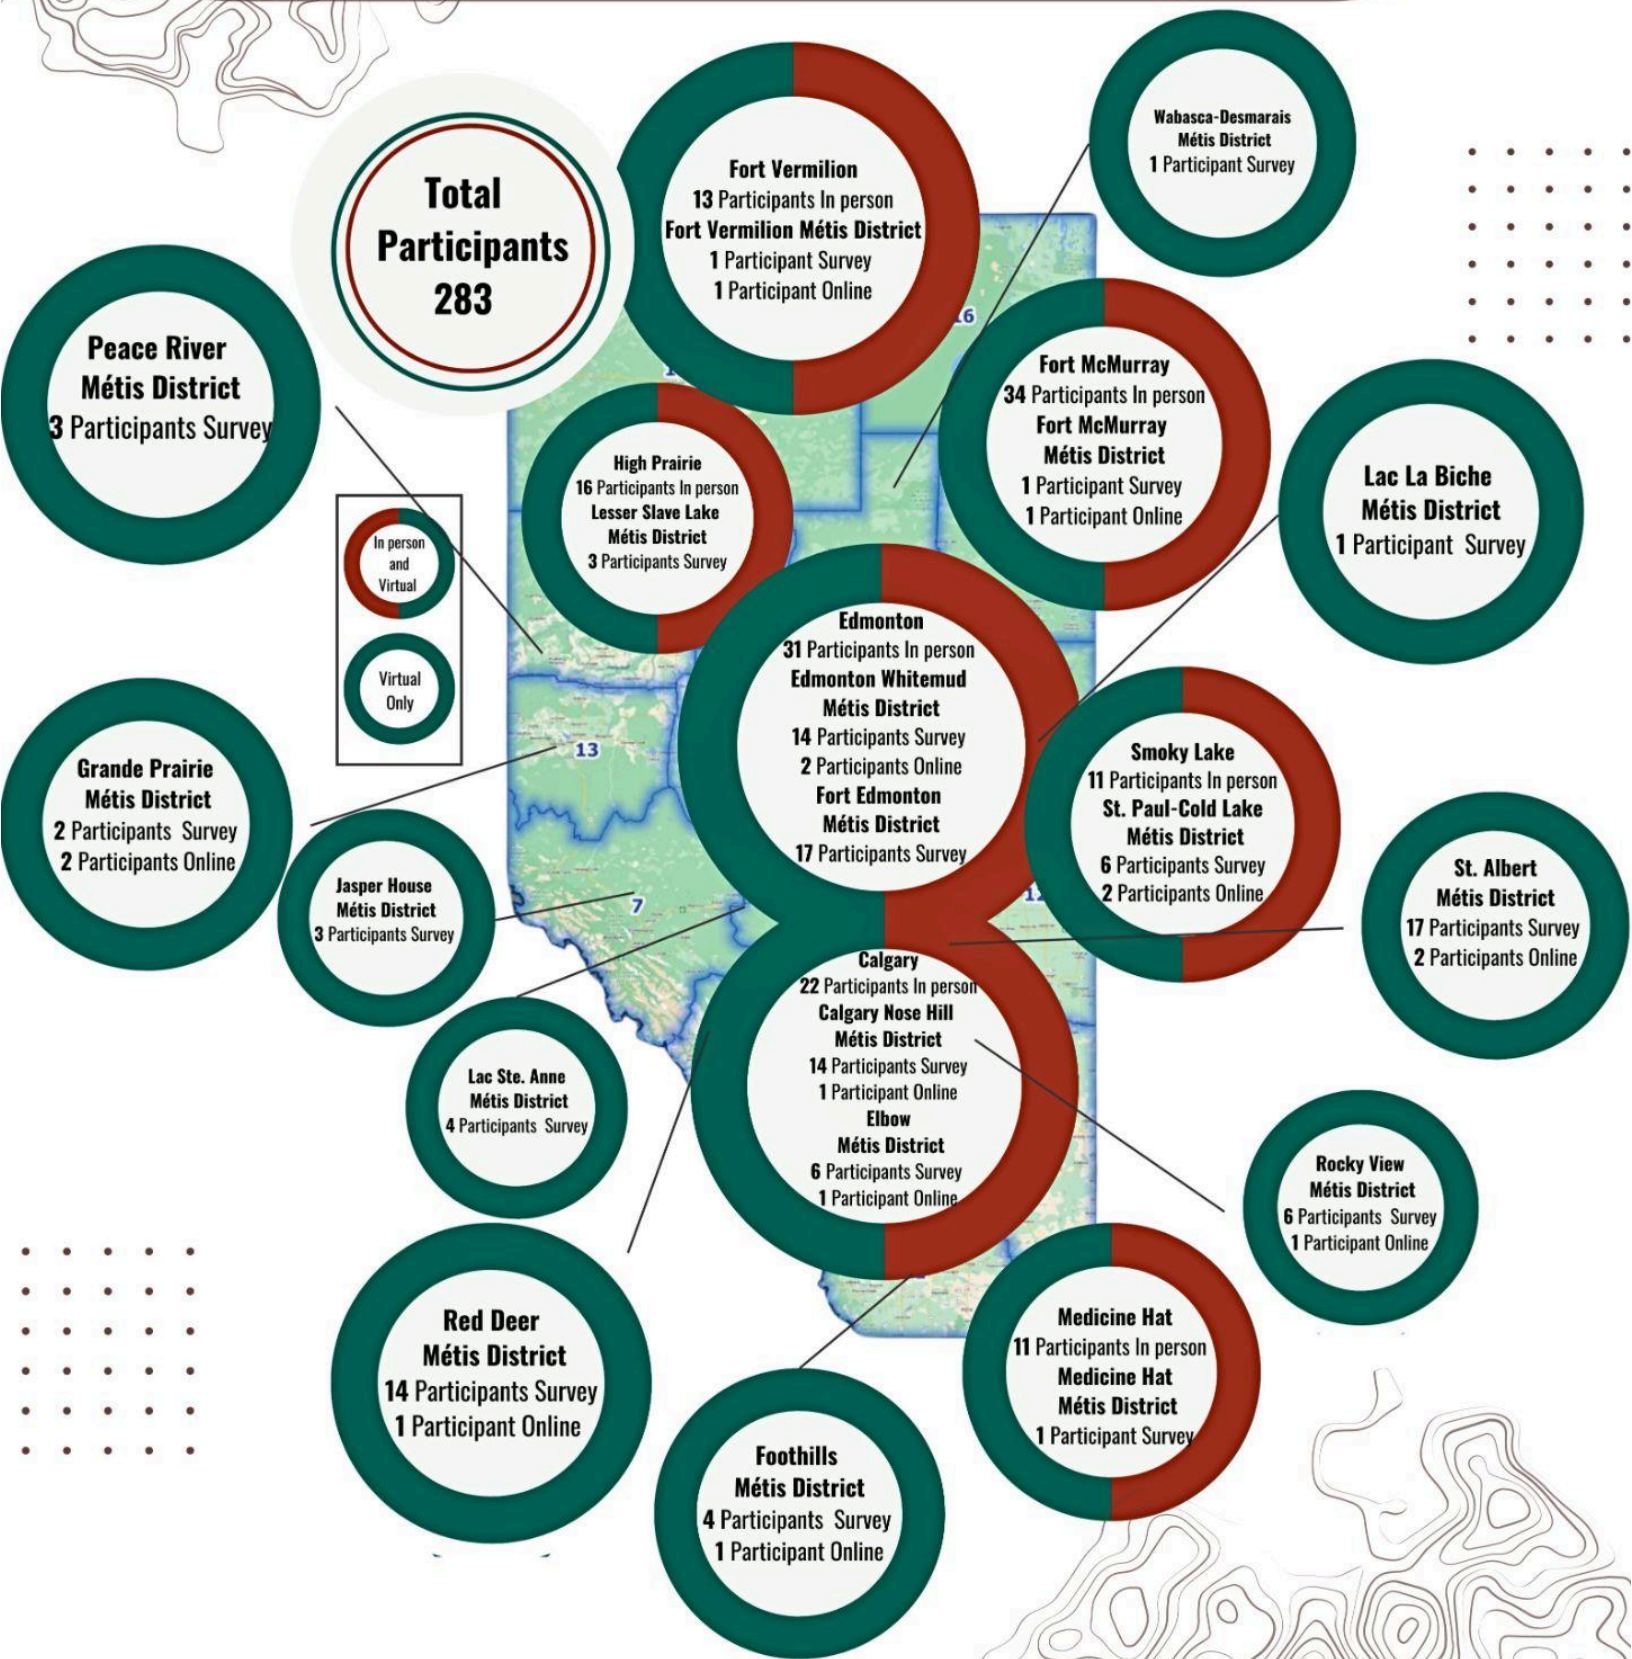 Wabasca-Desmarais
Métis District
1 Participant Survey
Fort Vermilion
13 Participants In person
Fort Vermilion Métis District
1 Participant Survey
1 Participant Online
Total
Participants
283
Peace River
Métis District
3 Participants Survey
16
Fort McMurray
34 Participants In person
Fort McMurray
Métis District
1 Participant Survey
1 Participant Online
High Prairie
16 Participants In person
Lesser Slave Lake
Métis District
3 Participants Survey
Lac La Biche
Métis District
1 Participant Survey
In person
and
Virtual
Virtual
Only
Edmonton
31 Participants In person
Edmonton Whitemud
Métis District
14 Participants Survey
2 Participants Online
Fort Edmonton
Métis District
17 Participants Survey
13
Grande Prairie
Métis District
2 Participants Survey
2 Participants Online
Smoky Lake
11 Participants In person
St. Paul-Cold Lake
Métis District
6 Participants Survey
2 Participants Online
St. Albert
Métis District
17 Participants Survey
2 Participants Online
Jasper House
Métis District
3 Participants Survey
7
Calgary
22 Participants In person
Calgary Nose Hill
Métis District
14 Participants Survey
1 Participant Online
Elbow
Métis District
6 Participants Survey
1 Participant Online
Lac Ste. Anne
Métis District
4 Participants Survey
Rocky View
Métis District
6 Participants Survey
1 Participant Online
Red Deer
Métis District
14 Participants Survey
1 Participant Online
Medicine Hat
11 Participants In person
Medicine Hat
Métis District
1 Participant Survey
Foothills
Métis District
4 Participants Survey
1 Participant Online